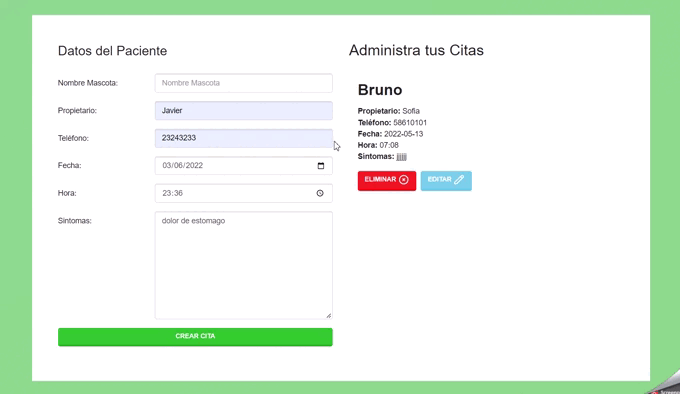 Datos del Paciente
Nombre Mascota:
Nombre Mascota
Propietario:
Javier
Teléfono:
23243233
Fecha:
03/06/2022
Hora:
23:36
Sintomas:
dolor de estomago
CREAR CITA
Administra tus Citas
Bruno
Propietario: Sofia
Teléfono: 58610101
Fecha: 2022-05-13
Hora: 07:08
Sintomas: jjjjjj
ELIMINAR
EDITAR